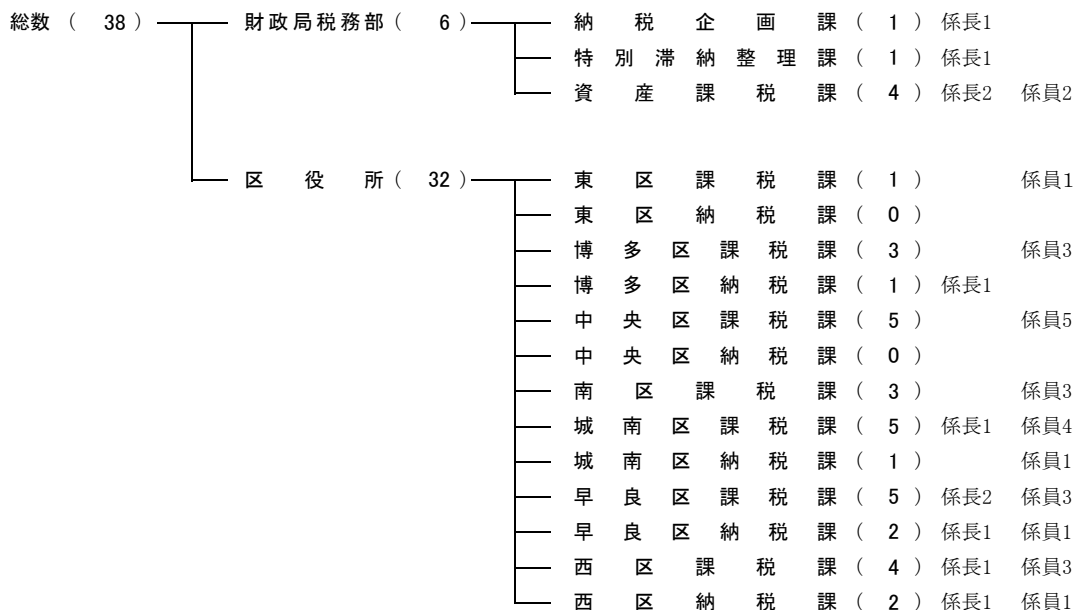 総数 ( 38 ) 財政局税務部 ( 6 ) 納税企画課 ( 1 ) 係長1
特別滞納整理課 ( 1 ) 係長1
資産課税課 ( 4 ) 係長2 係員2
区役所 ( 32 ) 東区課税課 ( 1 ) 係員1
東区納税課 ( 0 )
博多区課税課 ( 3 ) 係員3
博多区納税課 ( 1 ) 係長1
中央区課税課 ( 5 ) 係員5
中央区納税課 ( 0 )
南区課税課 ( 3 ) 係員3
城南区課税課 ( 5 ) 係長1 係員4
城南区納税課 ( 1 ) 係員1
早良区課税課 ( 5 ) 係長2 係員3
早良区納税課 ( 2 ) 係長1 係員1
西区課税課 ( 4 ) 係長1 係員3
西区納税課 ( 2 ) 係長1 係員1